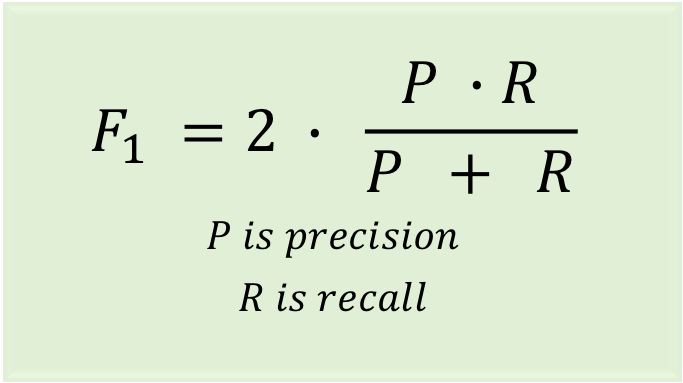 F₁ = 2 · P · R / P + R
P is precision
R is recall